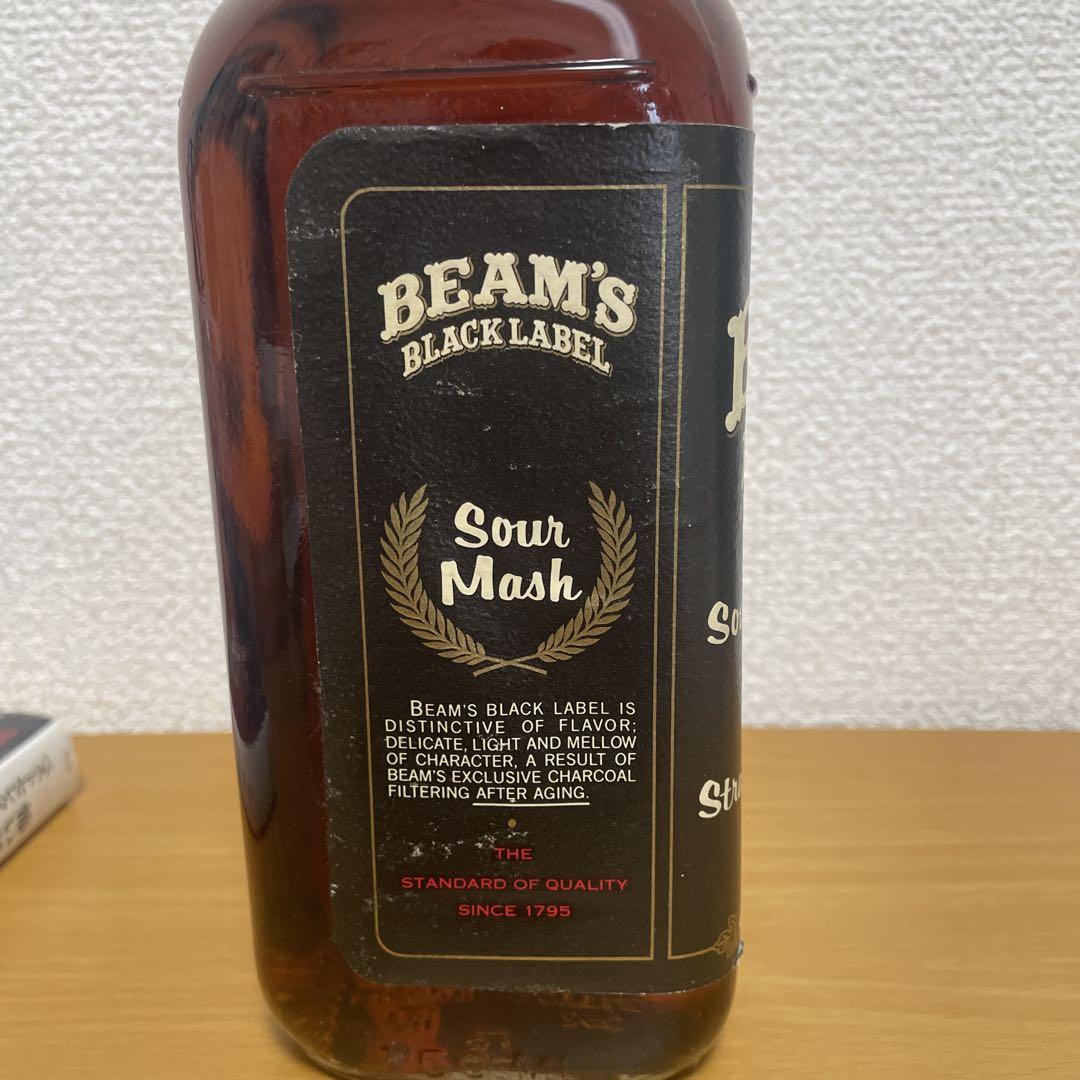 BEAM'S
BLACK LABEL
Sour
Mash
BEAM'S BLACK LABEL IS
DISTINCTIVE OF FLAVOR;
DELICATE, LIGHT AND MELLOW
OF CHARACTER, A RESULT OF
BEAM'S EXCLUSIVE CHARCOAL
FILTERING AFTER AGING.
THE
STANDARD OF QUALITY
SINCE 1795